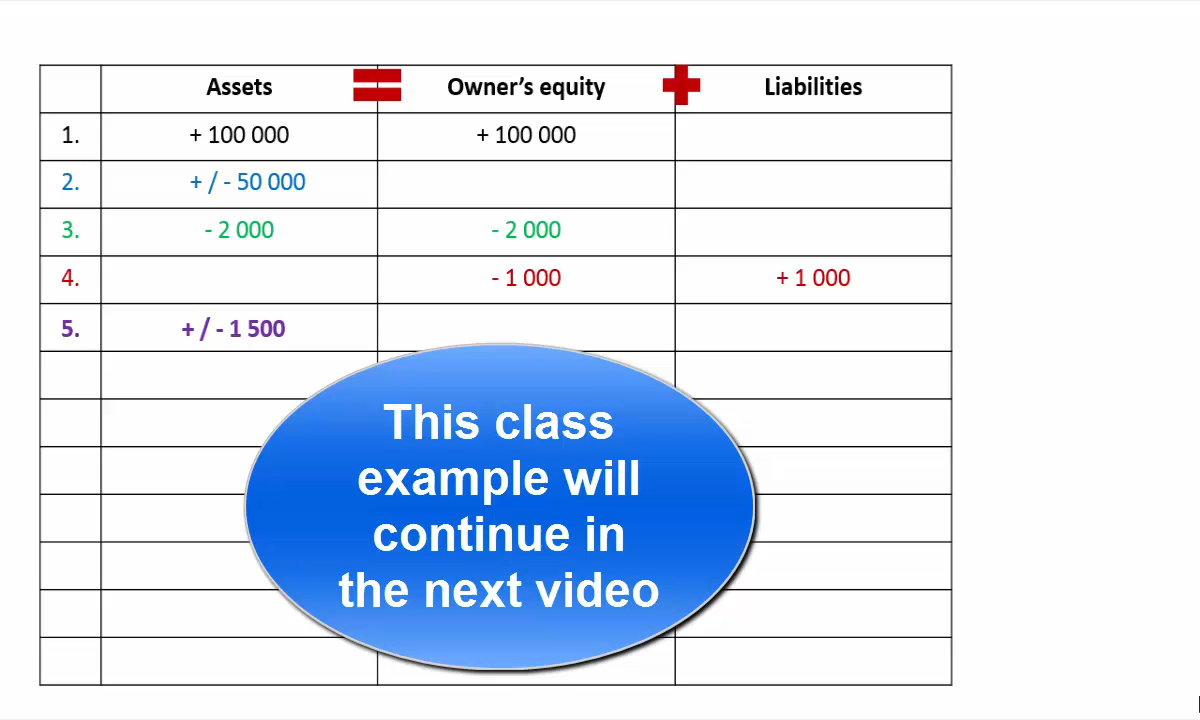 Assets = Owner's equity + Liabilities
1. + 100 000 + 100 000
2. + / - 50 000
3. - 2 000 - 2 000
4. - 1 000 + 1 000
5. + / - 1 500
This class
example will
continue in
the next video